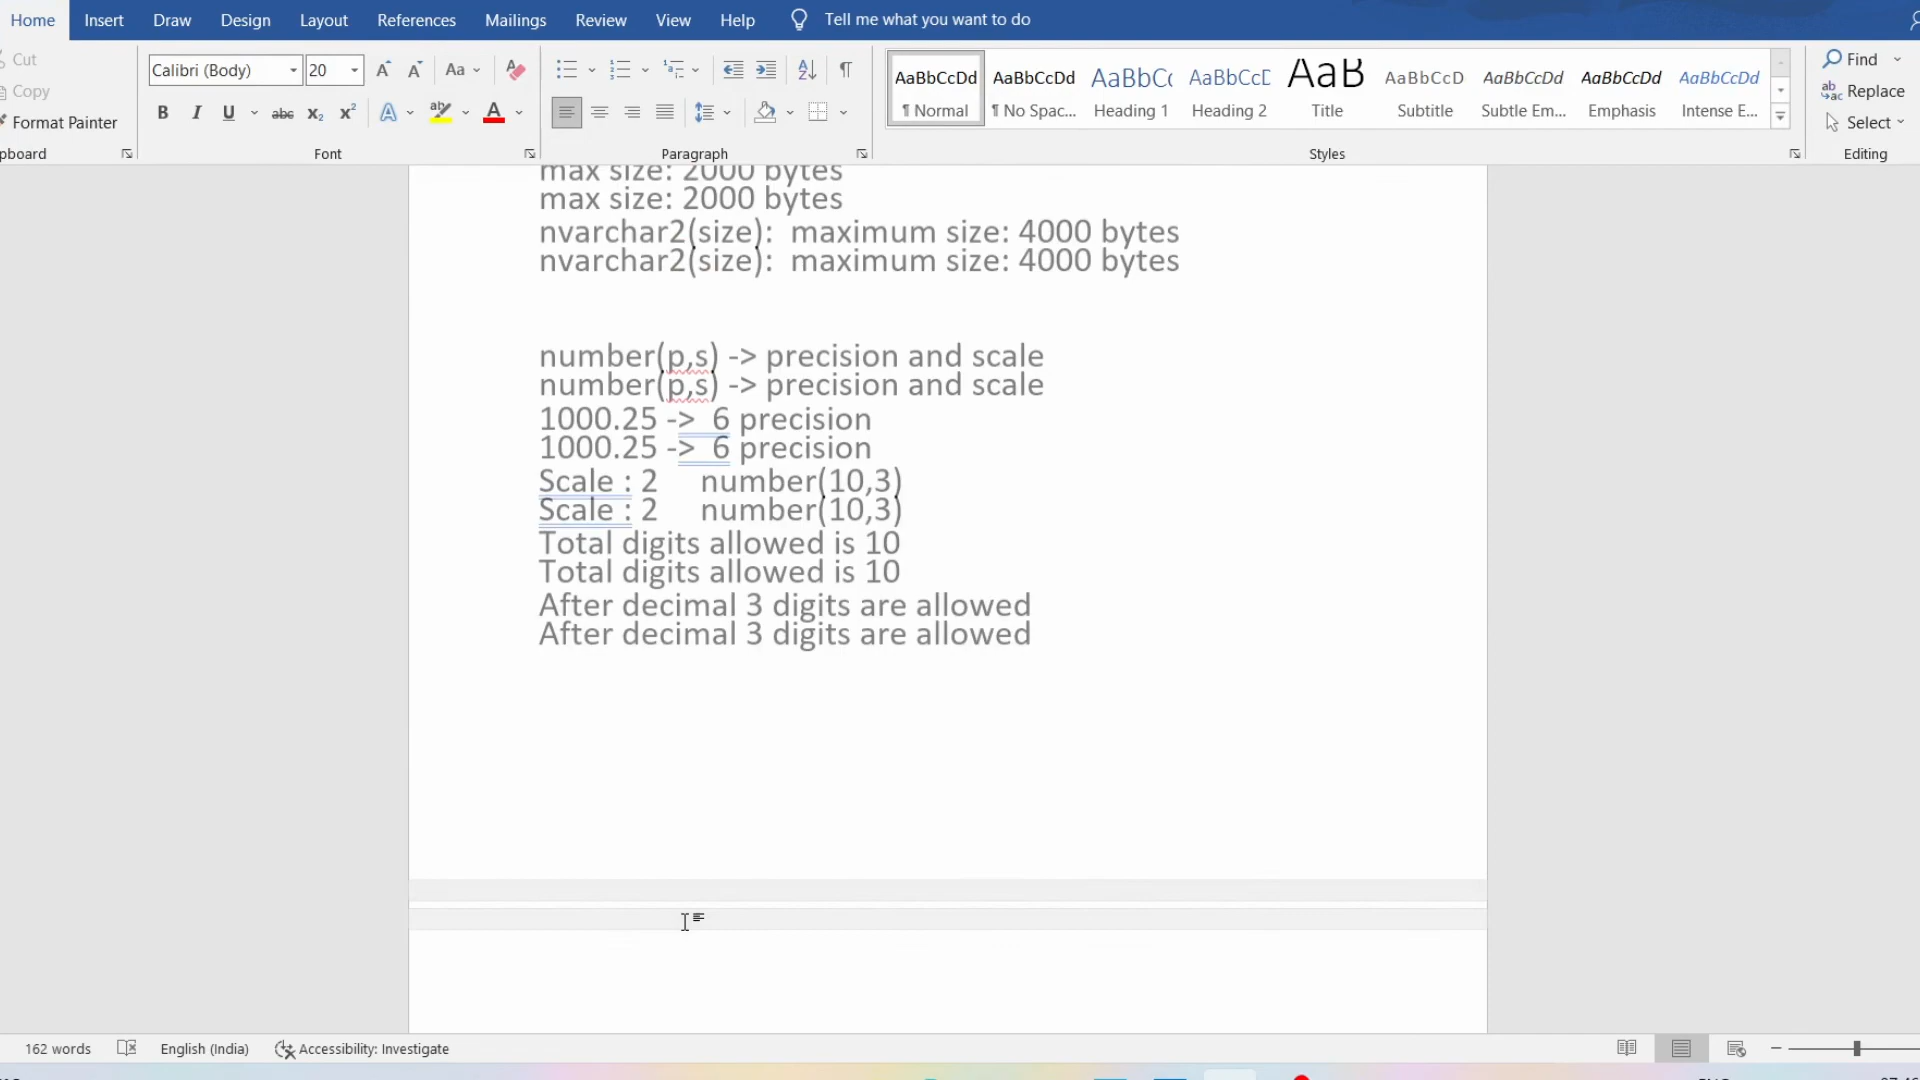 Home Insert Draw Design Layout References Mailings Review View Help Tell me what you want to do
Cut
Copy
Format Painter
pboard
Calibri (Body) 20
Font
Paragraph
AaBbCcDd AaBbCcDd AaBbCc AaBbCcD AaB AaBbCcD AaBbCcDd AaBbCcDd AaBbCcDd
¶ Normal ¶ No Spac... Heading 1 Heading 2 Title Subtitle Subtle Em... Emphasis Intense E...
Styles
Find
Replace
Select
Editing
max size: 2000 bytes
max size: 2000 bytes
nvarchar2(size): maximum size: 4000 bytes
nvarchar2(size): maximum size: 4000 bytes
number(p,s) -> precision and scale
number(p,s) -> precision and scale
1000.25 -> 6 precision
1000.25 -> 6 precision
Scale : 2 number(10,3)
Scale : 2 number(10,3)
Total digits allowed is 10
Total digits allowed is 10
After decimal 3 digits are allowed
After decimal 3 digits are allowed
162 words English (India) Accessibility: Investigate